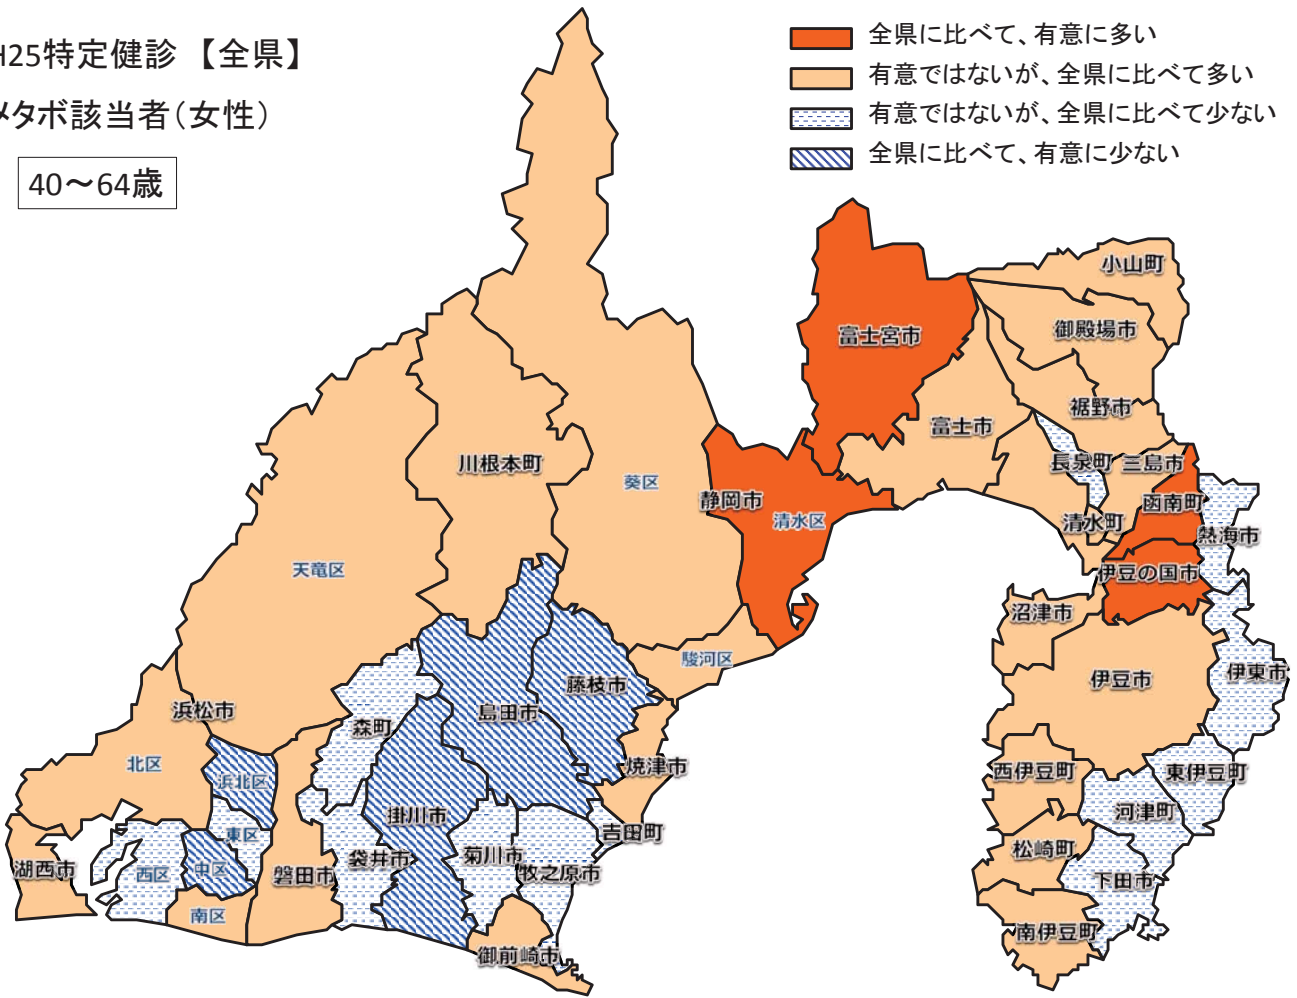 H25特定健診 【全県】
メタボ該当者(女性)
40～64歳
全県に比べて、有意に多い
有意ではないが、全県に比べて多い
有意ではないが、全県に比べて少ない
全県に比べて、有意に少ない
小山町
御殿場市
富士宮市
裾野市
富士市
長泉町
三島市
川根本町
葵区
静岡市
清水区
函南町
清水町
熱海市
天竜区
伊豆の国市
沼津市
駿河区
伊豆市
伊東市
藤枝市
島田市
浜松市
森町
北区
浜北区
焼津市
西伊豆町
東伊豆町
掛川市
河津町
東区
吉田町
湖西市
西区
中区
磐田市
袋井市
菊川市
牧之原市
松崎町
下田市
南区
南伊豆町
御前崎市